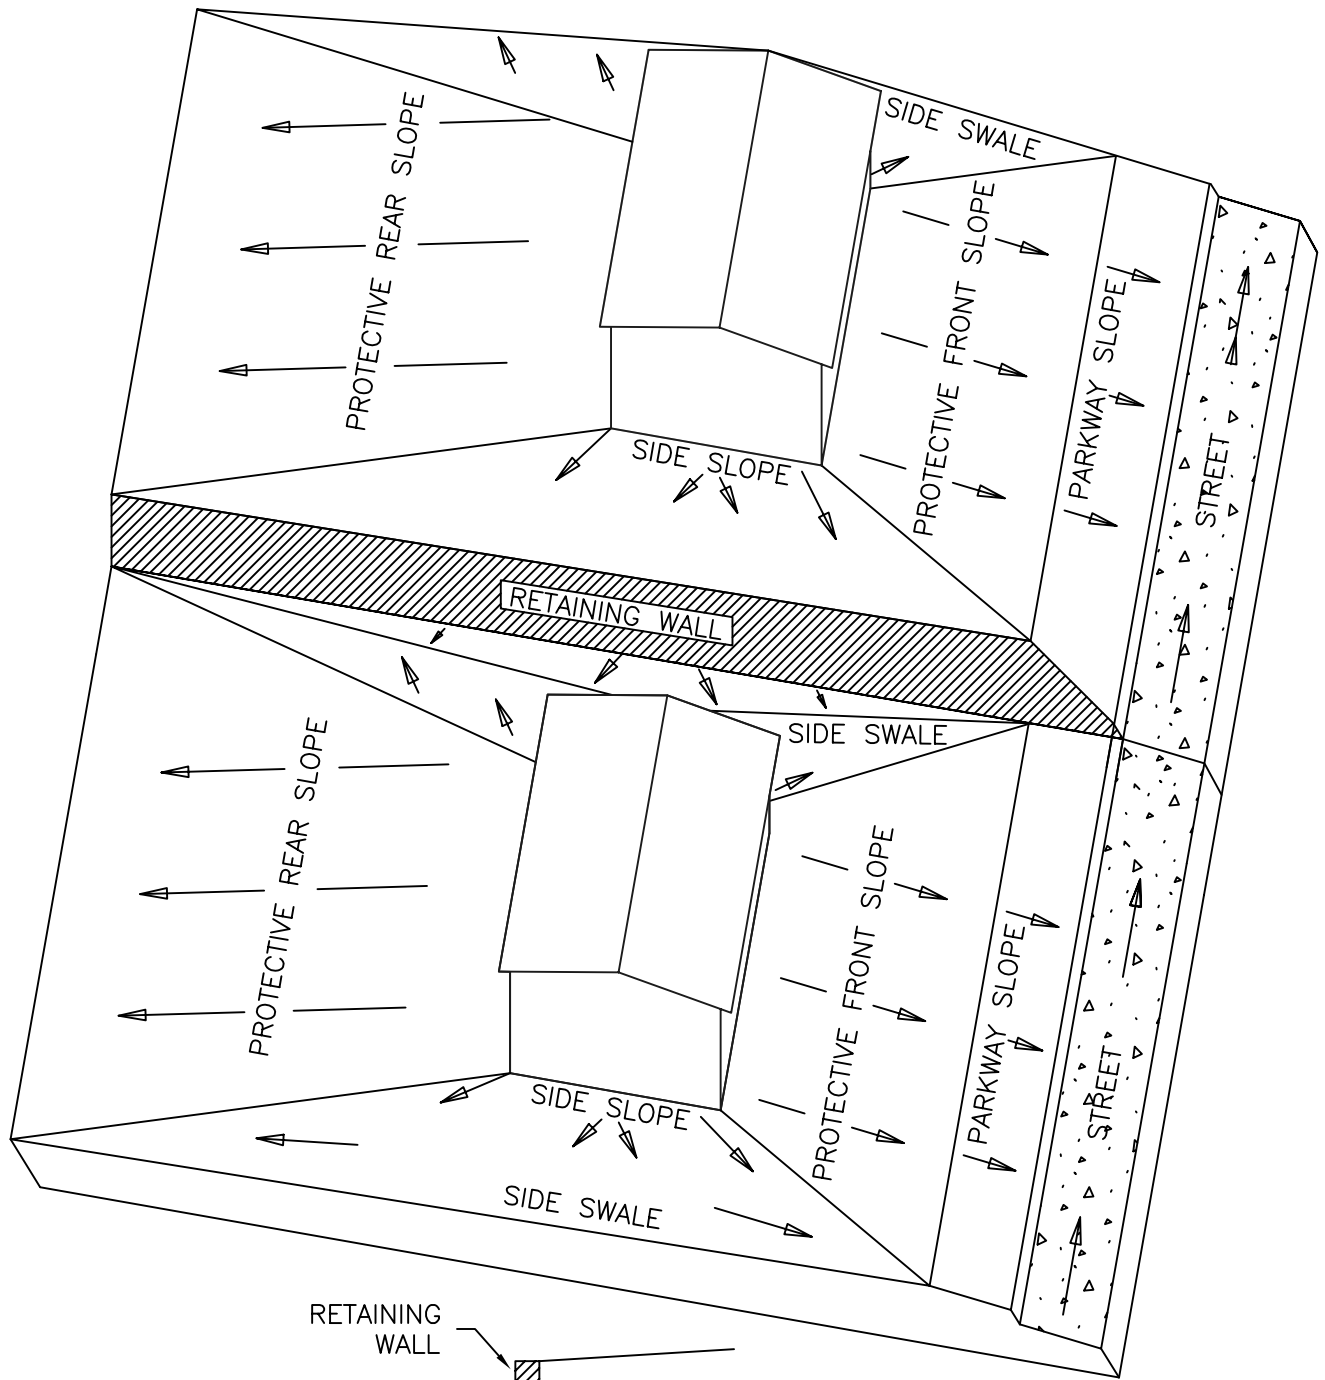 SIDE SWALE
PROTECTIVE REAR SLOPE
PROTECTIVE FRONT SLOPE
PARKWAY SLOPE
STREET
SIDE SLOPE
RETAINING WALL
SIDE SWALE
PROTECTIVE REAR SLOPE
PROTECTIVE FRONT SLOPE
PARKWAY SLOPE
STREET
SIDE SLOPE
SIDE SWALE
RETAINING
WALL